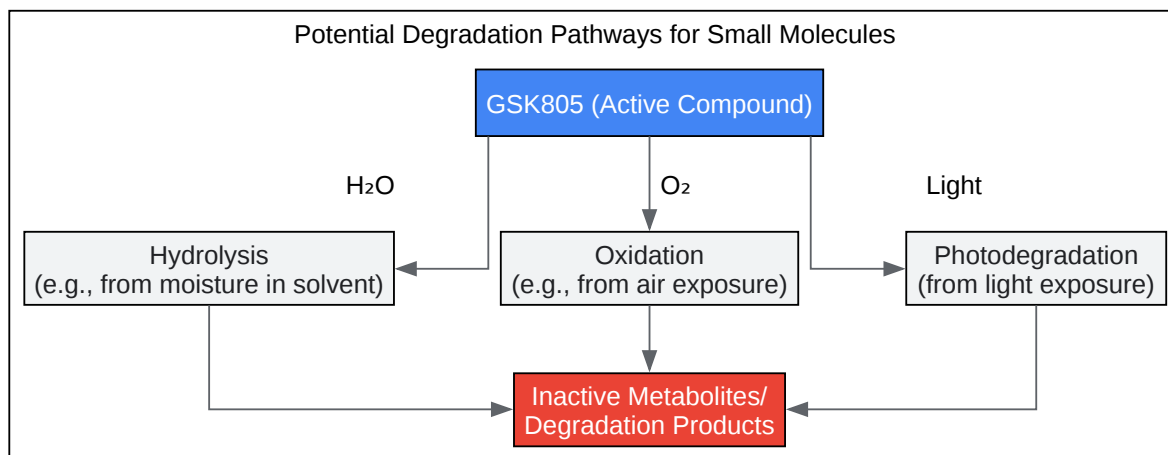 Potential Degradation Pathways for Small Molecules
GSK805 (Active Compound)
H₂O
O₂
Light
Hydrolysis
(e.g., from moisture in solvent)
Oxidation
(e.g., from air exposure)
Photodegradation
(from light exposure)
Inactive Metabolites/
Degradation Products